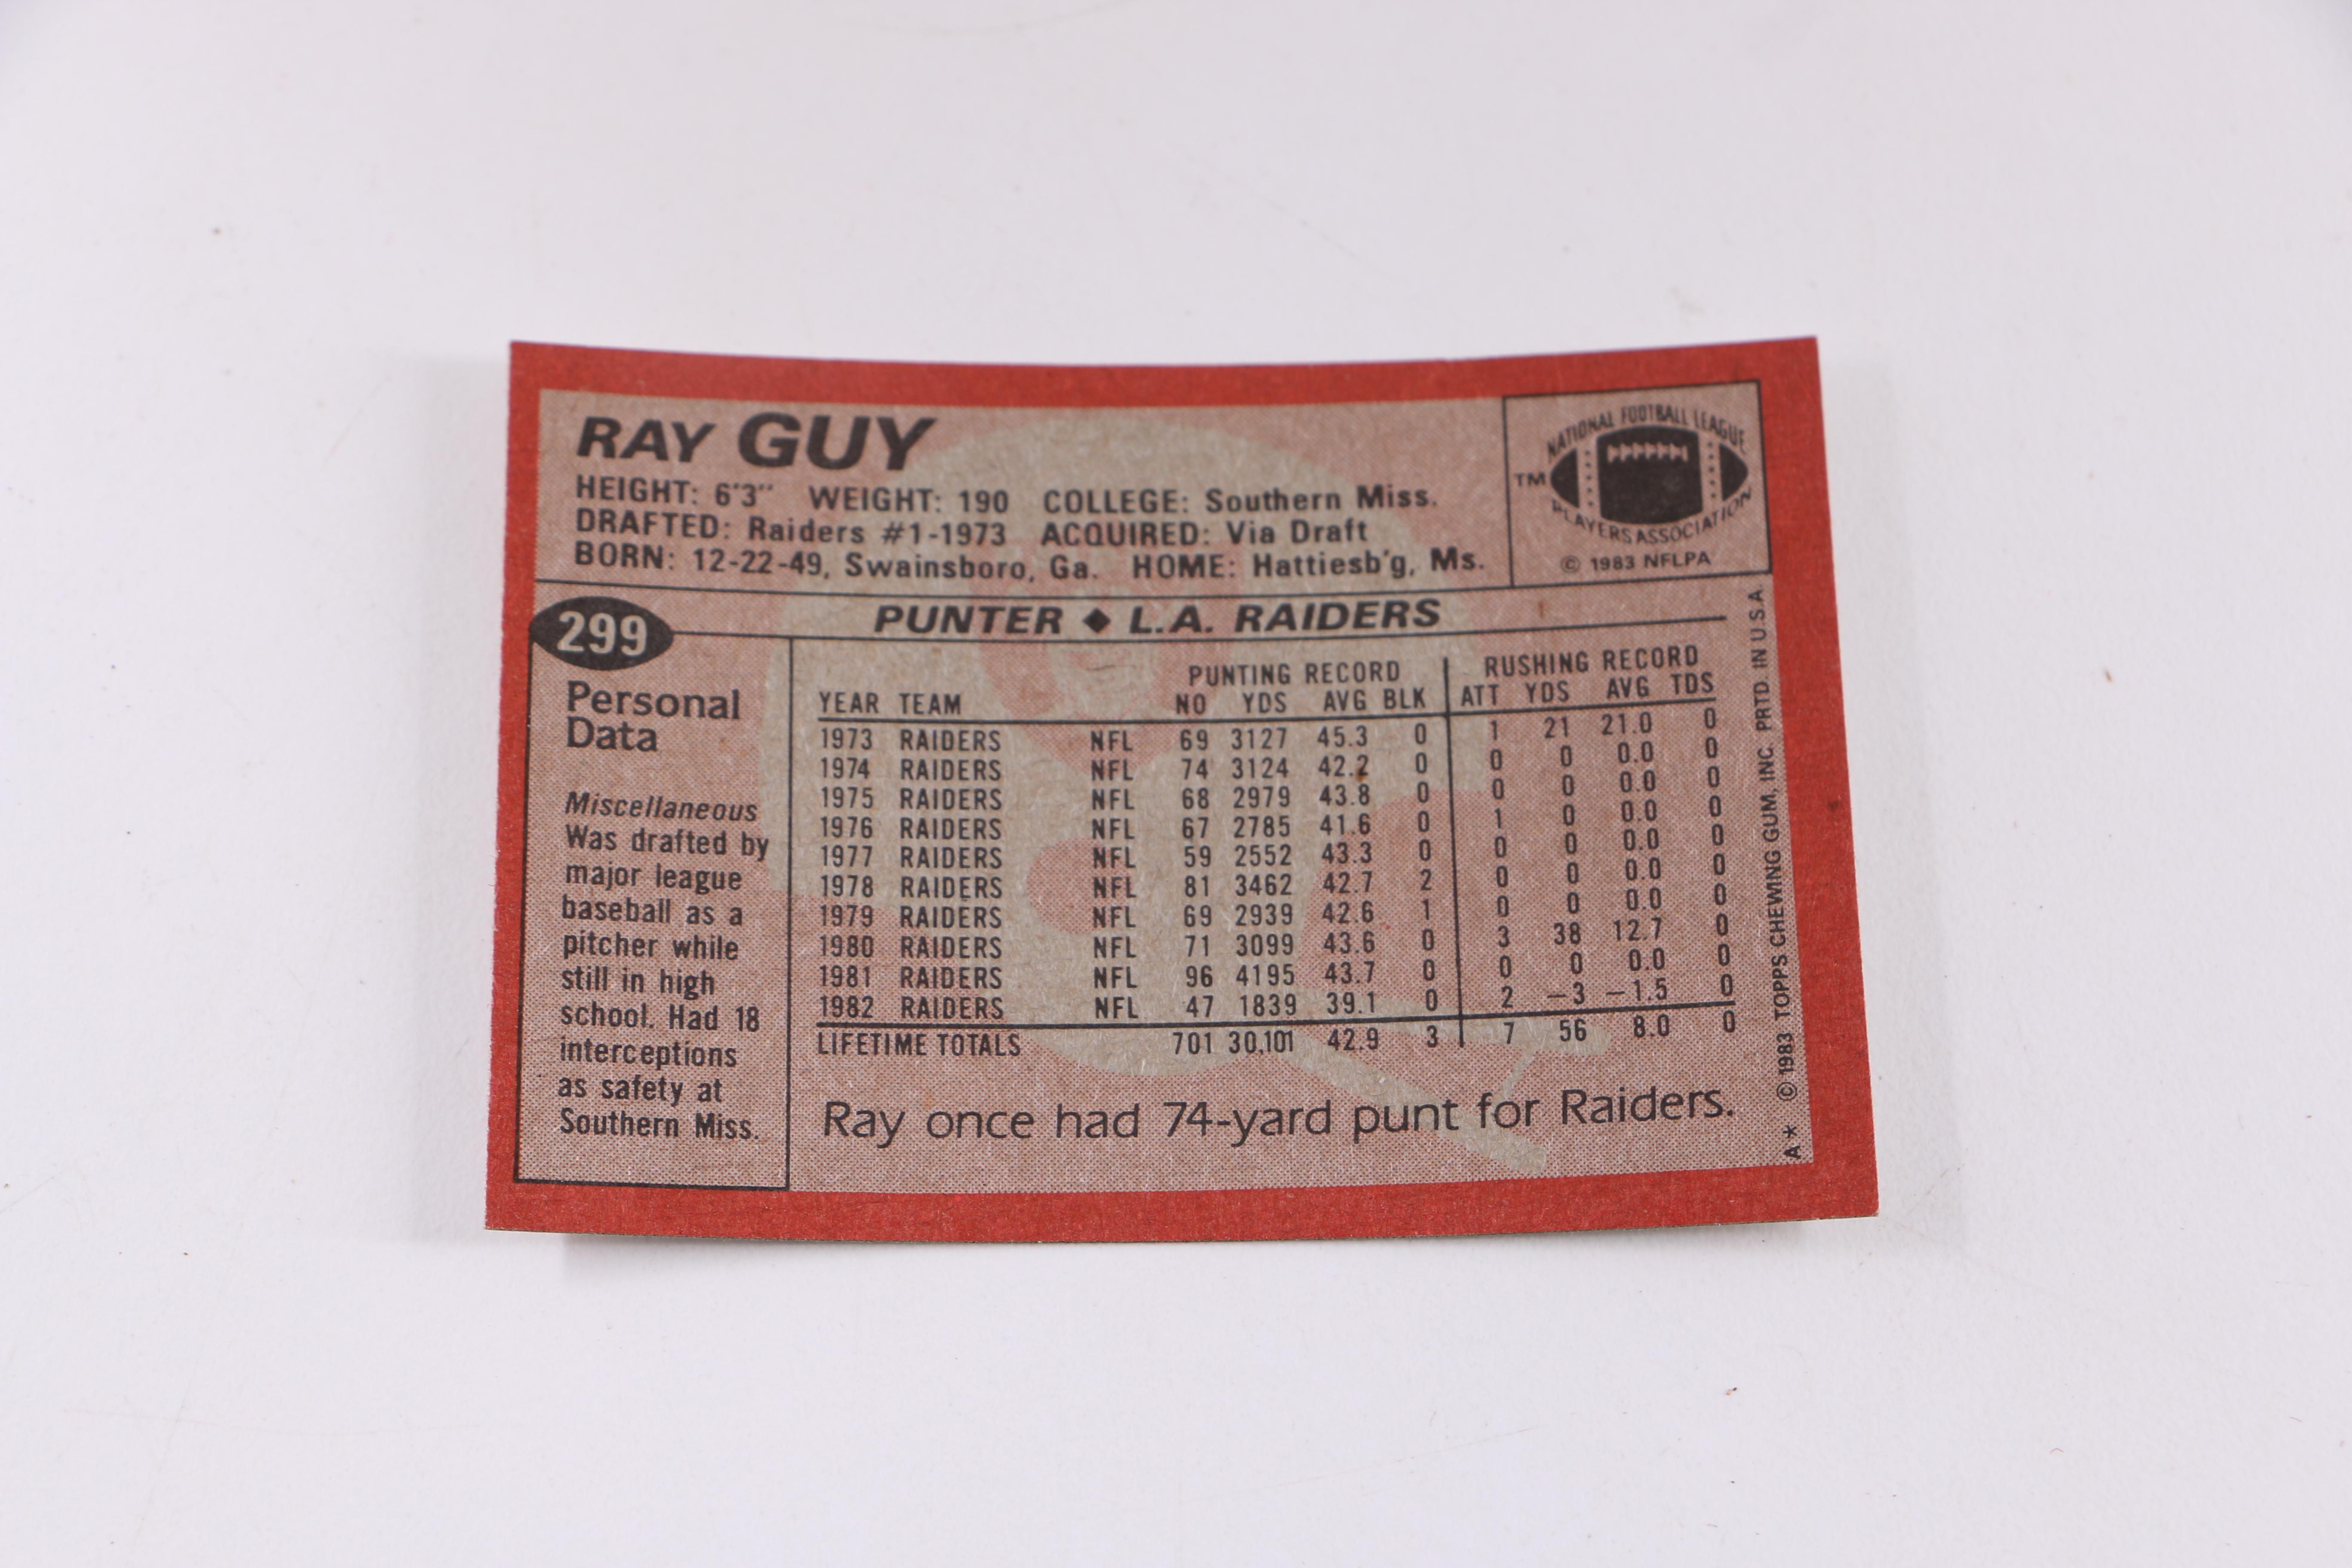 RAY GUY
HEIGHT: 6'3" WEIGHT: 190 COLLEGE: Southern Miss.
DRAFTED: Raiders #1-1973 ACQUIRED: Via Draft
BORN: 12-22-49, Swainsboro, Ga. HOME: Hattiesb'g, Ms.
NATIONAL FOOTBALL LEAGUE
TM
PLAYERS ASSOCIATION
© 1983 NFLPA
299
PUNTER ◆ L.A. RAIDERS
Personal
Data
Miscellaneous
Was drafted by
major league
baseball as a
pitcher while
still in high
school. Had 18
interceptions
as safety at
Southern Miss.
PUNTING RECORD RUSHING RECORD
YEAR TEAM NO YDS AVG BLK ATT YDS AVG TDS
1973 RAIDERS NFL 69 3127 45.3 0 1 21 21.0 0
1974 RAIDERS NFL 74 3124 42.2 0 0 0 0.0 0
1975 RAIDERS NFL 68 2979 43.8 0 0 0 0.0 0
1976 RAIDERS NFL 67 2785 41.6 0 1 0 0.0 0
1977 RAIDERS NFL 59 2552 43.3 0 0 0 0.0 0
1978 RAIDERS NFL 81 3462 42.7 2 0 0 0.0 0
1979 RAIDERS NFL 69 2939 42.6 1 0 0 0.0 0
1980 RAIDERS NFL 71 3099 43.6 0 3 38 12.7 0
1981 RAIDERS NFL 96 4195 43.7 0 0 0 0.0 0
1982 RAIDERS NFL 47 1839 39.1 0 2 -3 -1.5 0
LIFETIME TOTALS 701 30,101 42.9 3 7 56 8.0 0
Ray once had 74-yard punt for Raiders.
A* © 1983 TOPPS CHEWING GUM, INC. PRTD. IN U.S.A.